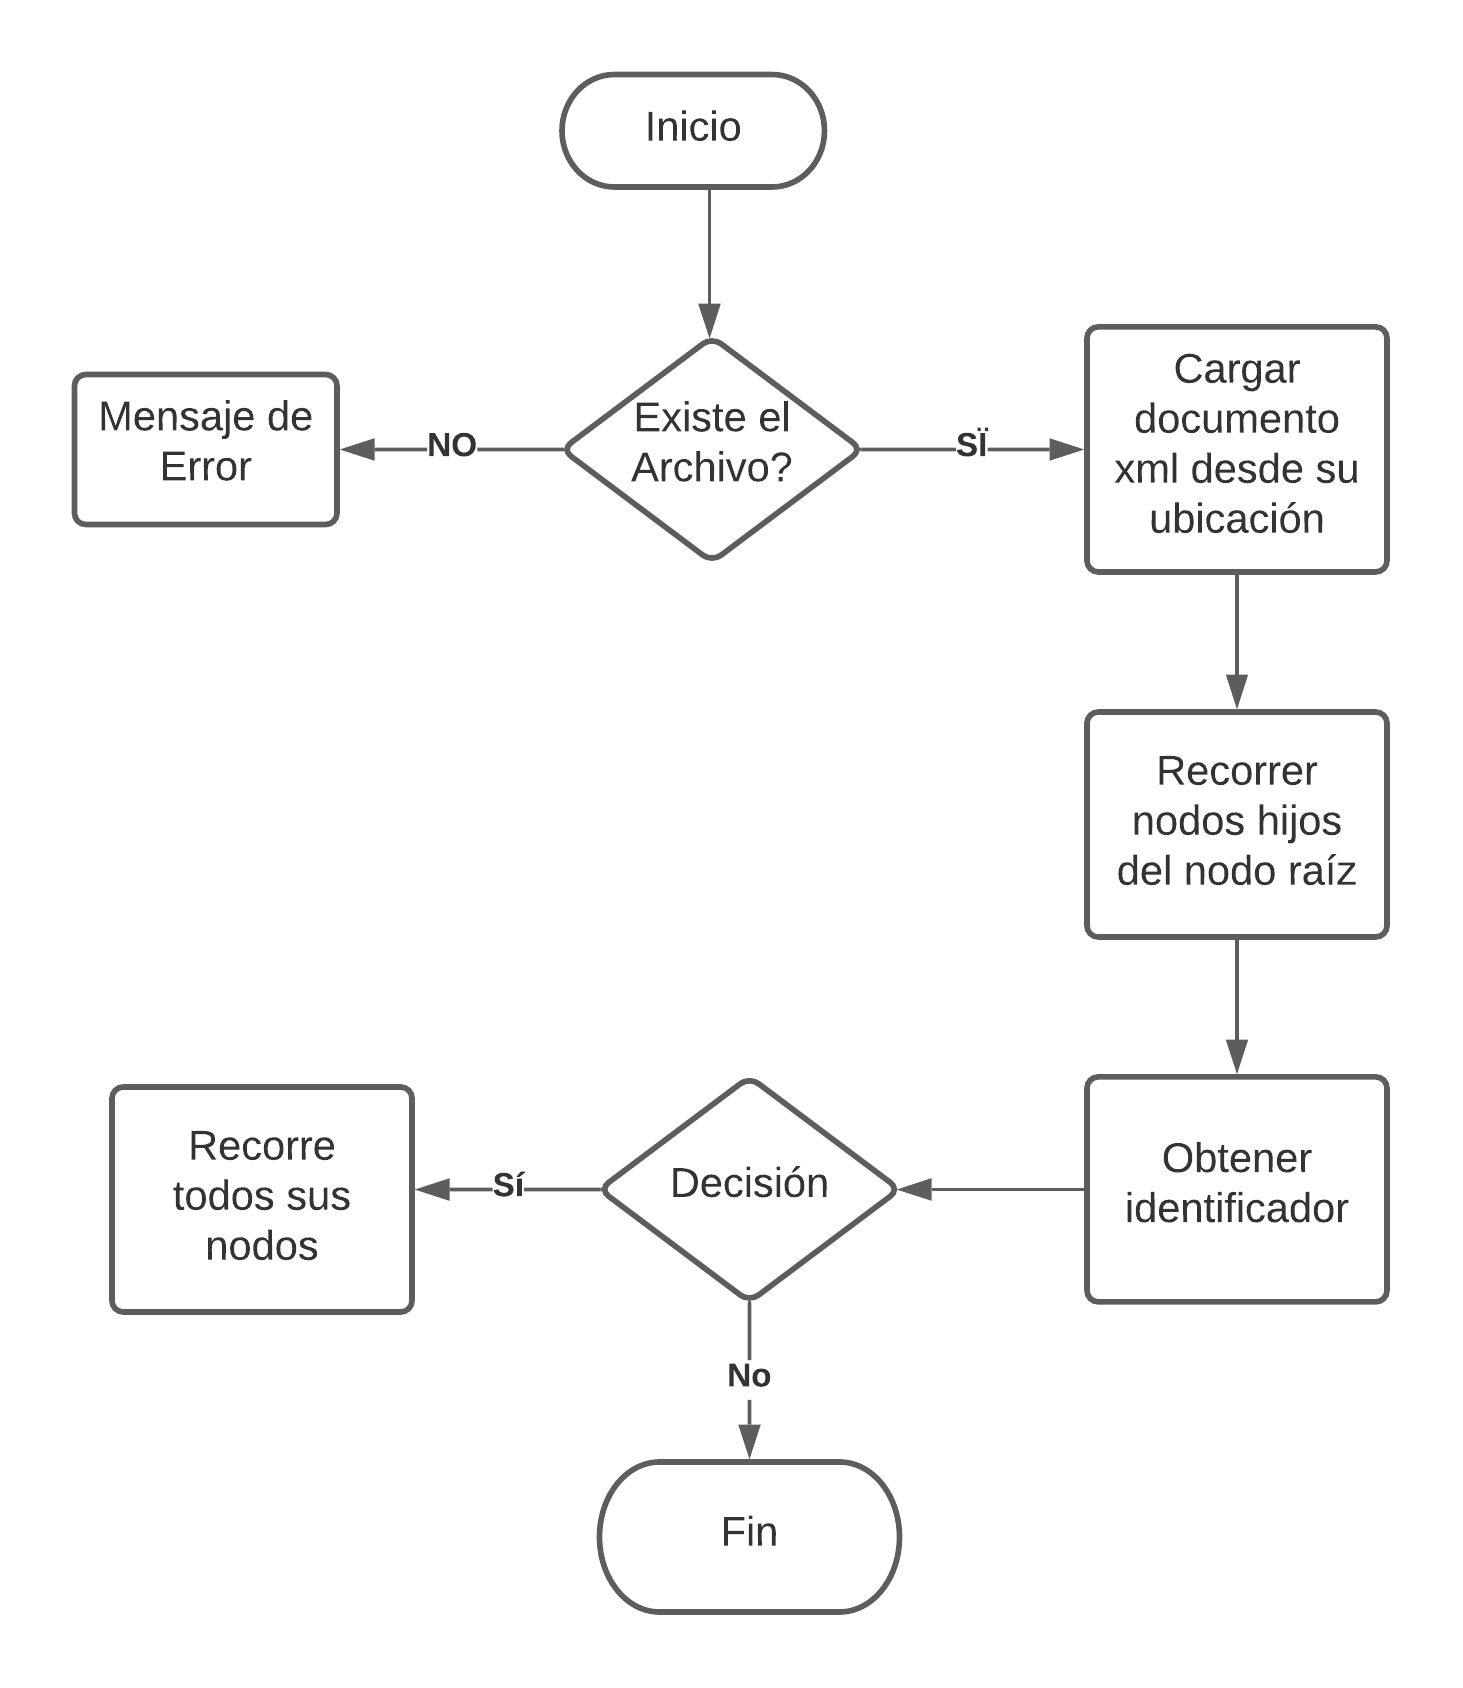 Inicio
Existe el
Archivo?
NO
Mensaje de
Error
SÏ
Cargar
documento
xml desde su
ubicación
Recorrer
nodos hijos
del nodo raíz
Obtener
identificador
Decisión
Sí
Recorre
todos sus
nodos
No
Fin